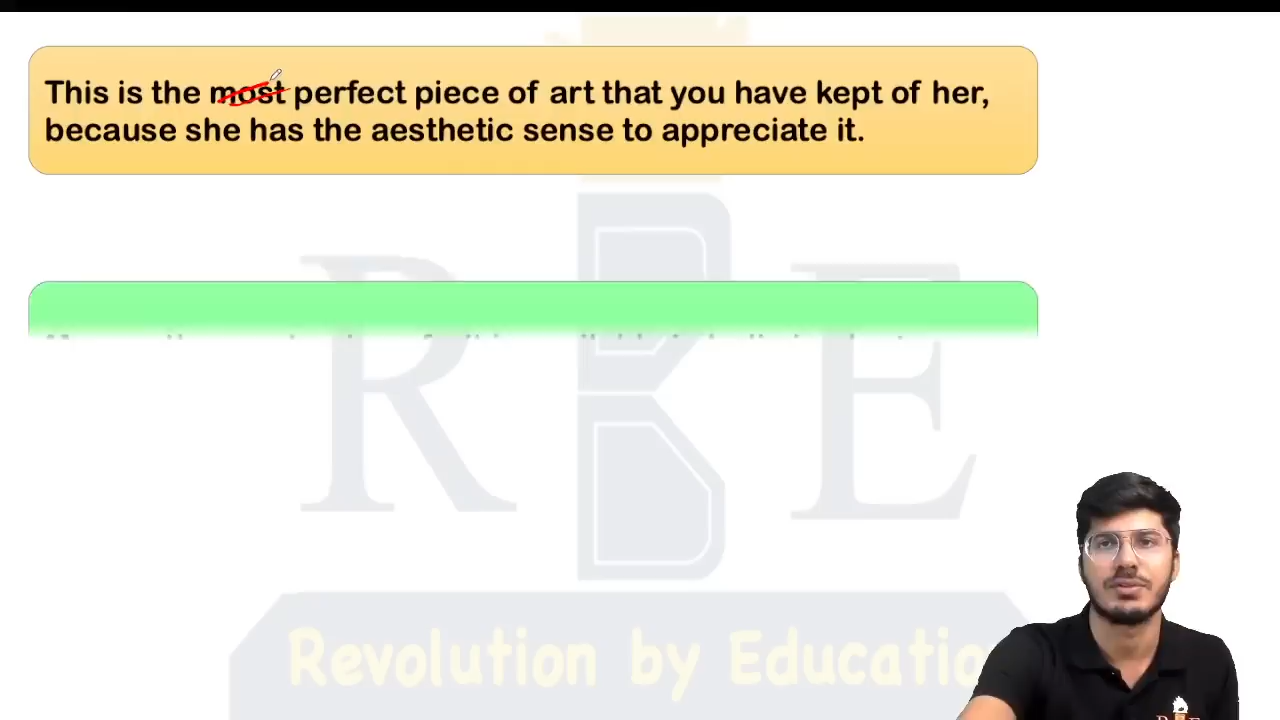 This is the most perfect piece of art that you have kept of her,
because she has the aesthetic sense to appreciate it.
R B E
Revolution by Educatio